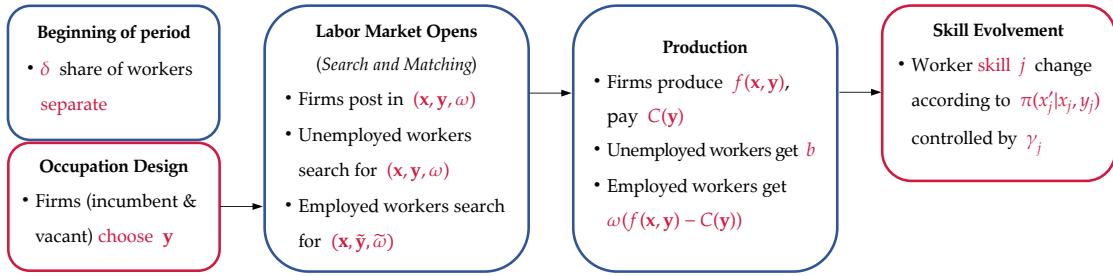 Beginning of period
• δ share of workers
separate
Occupation Design
• Firms (incumbent &
vacant) choose y
Labor Market Opens
(Search and Matching)
• Firms post in (x, y, ω)
• Unemployed workers
search for (x, y, ω)
• Employed workers search
for (x, ỹ, ω̃)
Production
• Firms produce f(x, y),
pay C(y)
• Unemployed workers get b
• Employed workers get
ω(f(x, y) − C(y))
Skill Evolvement
• Worker skill j change
according to π(x′ⱼ|xⱼ, yⱼ)
controlled by γⱼ